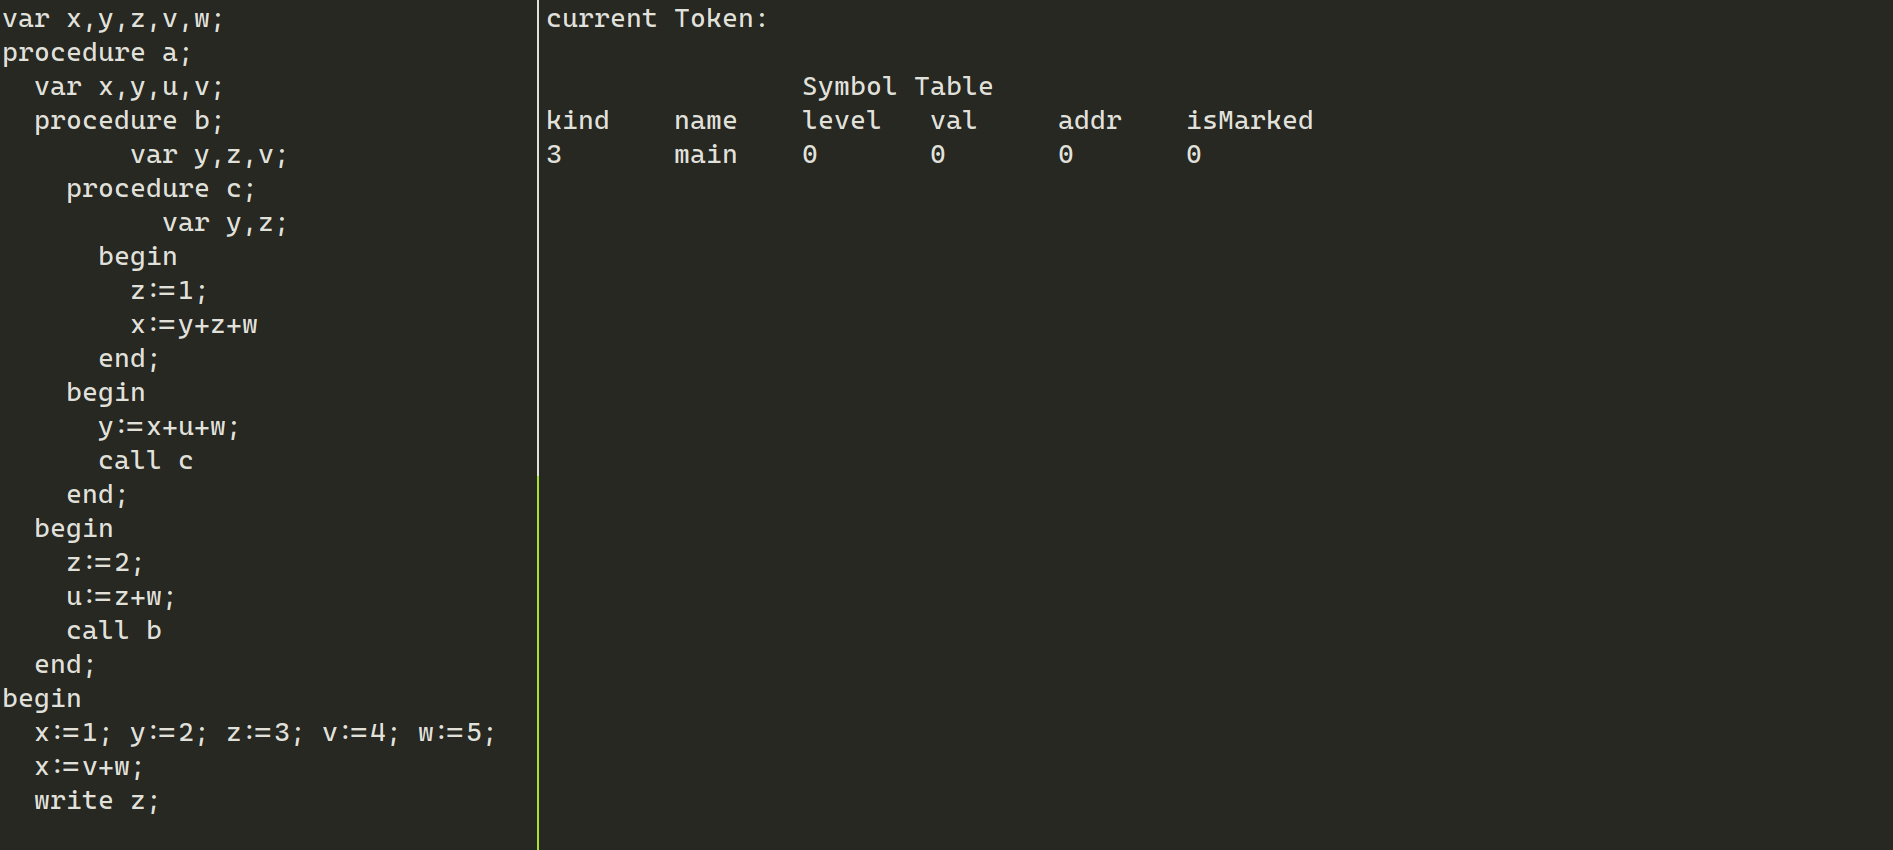 var x,y,z,v,w;
procedure a;
  var x,y,u,v;
  procedure b;
        var y,z,v;
    procedure c;
          var y,z;
      begin
        z:=1;
        x:=y+z+w
      end;
    begin
      y:=x+u+w;
      call c
    end;
  begin
    z:=2;
    u:=z+w;
    call b
  end;
begin
  x:=1; y:=2; z:=3; v:=4; w:=5;
  x:=v+w;
  write z;
current Token:
Symbol Table
kind    name    level   val     addr    isMarked
3       main    0       0       0       0